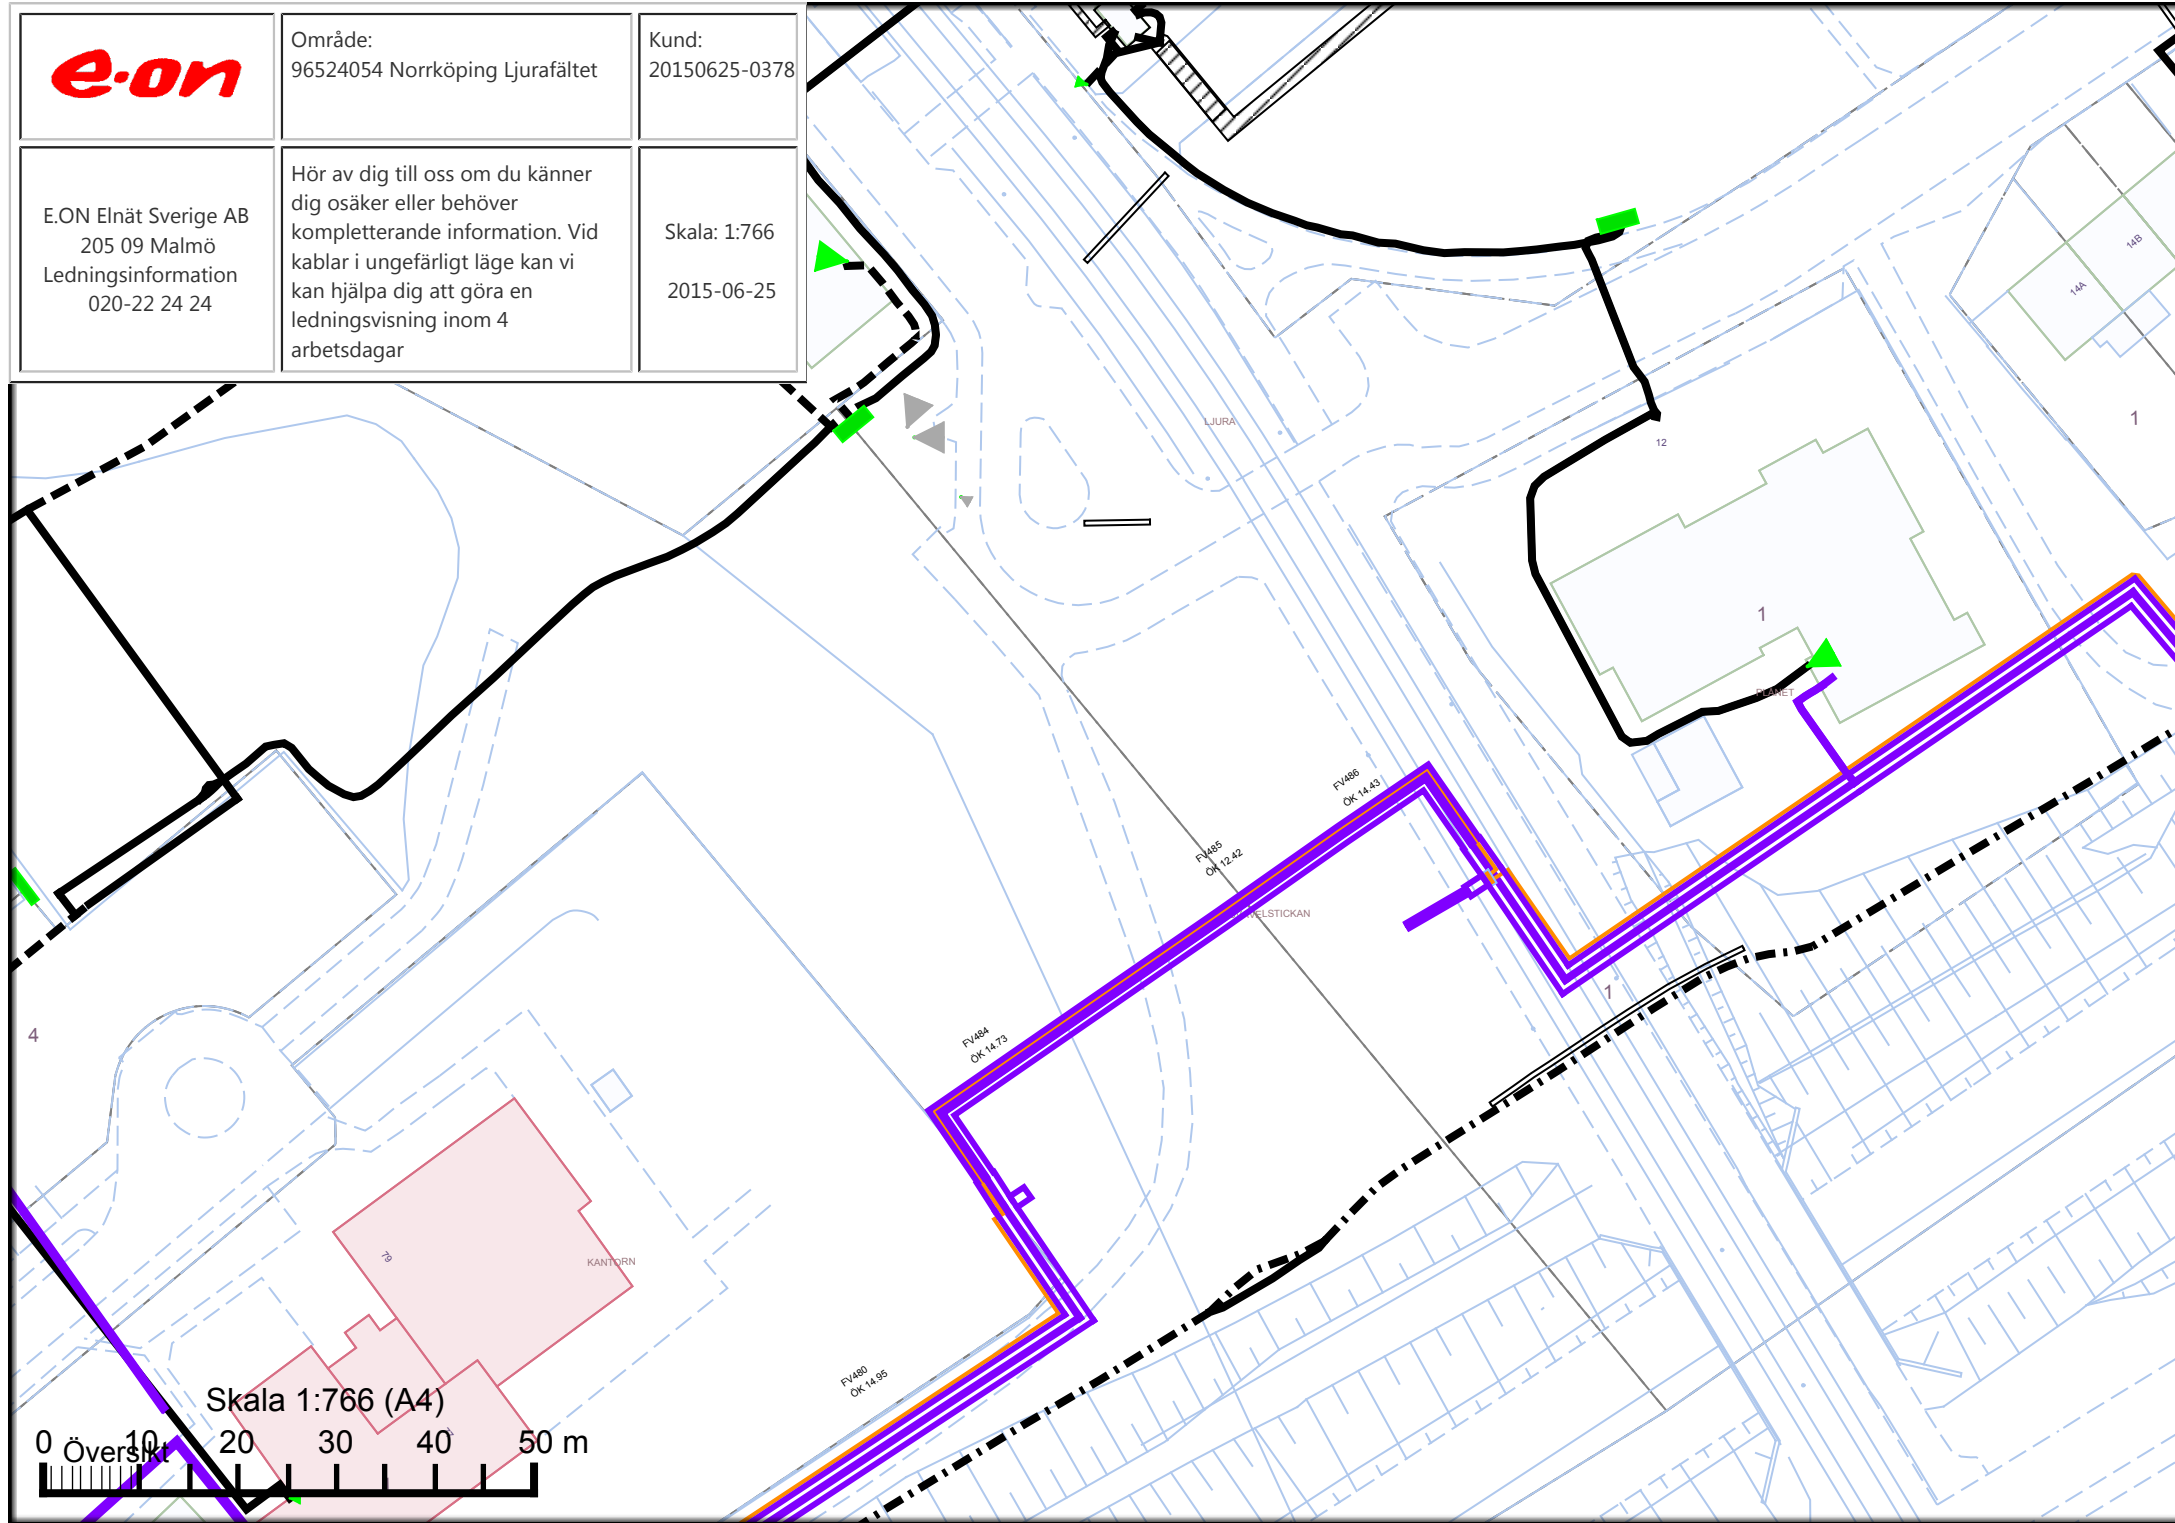 e·on
Område:
96524054 Norrköping Ljurafältet
Kund:
20150625-0378
E.ON Elnät Sverige AB
205 09 Malmö
Ledningsinformation
020-22 24 24
Hör av dig till oss om du känner
dig osäker eller behöver
kompletterande information. Vid
kablar i ungefärligt läge kan vi
kan hjälpa dig att göra en
ledningsvisning inom 4
arbetsdagar
Skala: 1:766
2015-06-25
14B
14A
LJURA
1
12
1
PLANET
FV486
ÖK 14.43
FV485
ÖK 12.42
1
FV484
ÖK 14.73
4
79
KANTORN
FV480
ÖK 14.95
Skala 1:766 (A4)
0 10 20 30 40 50 m
Översikt